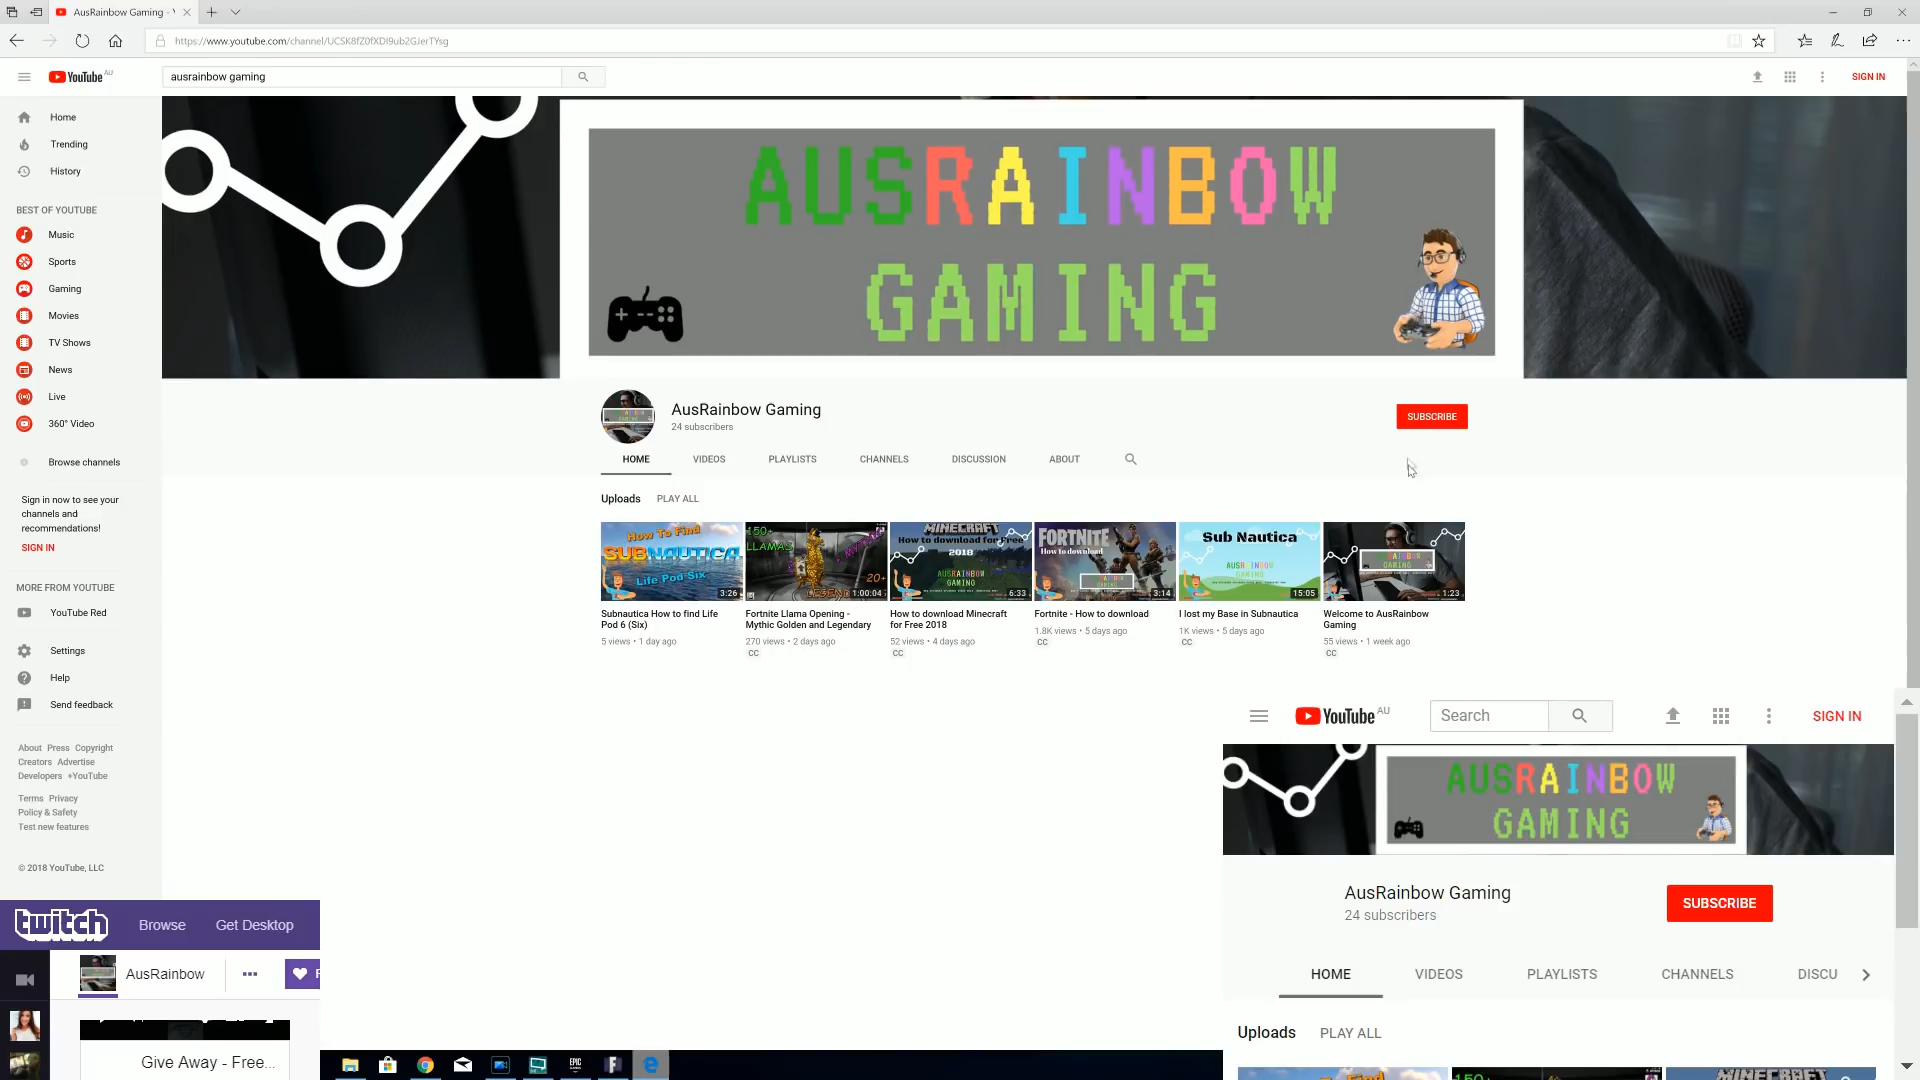 AusRainbow Gaming - Y
https://www.youtube.com/channel/UCSK8fZ0fXDI9ub2GJerTYsg
YouTube AU
ausrainbow gaming
SIGN IN
Home
Trending
History
BEST OF YOUTUBE
Music
Sports
Gaming
Movies
TV Shows
News
Live
360° Video
Browse channels
Sign in now to see your
channels and
recommendations!
SIGN IN
MORE FROM YOUTUBE
YouTube Red
Settings
Help
Send feedback
About Press Copyright
Creators Advertise
Developers +YouTube
Terms Privacy
Policy & Safety
Test new features
© 2018 YouTube, LLC
AUSRAINBOW
GAMING
AusRainbow Gaming
24 subscribers
SUBSCRIBE
HOME VIDEOS PLAYLISTS CHANNELS DISCUSSION ABOUT
Uploads PLAY ALL
How To Find
SUBNAUTICA
Life Pod Six
3:26
Subnautica How to find Life
Pod 6 (Six)
5 views • 1 day ago
150+
LLAMAS
20+
1:00:04
Fortnite Llama Opening -
Mythic Golden and Legendary
270 views • 2 days ago
CC
MINECRAFT
How to download for Free
2018
AUSRAINBOW
GAMING
6:33
How to download Minecraft
for Free 2018
52 views • 4 days ago
CC
FORTNITE
How to download
3:14
Fortnite - How to download
1.8K views • 5 days ago
CC
Sub Nautica
AUSRAINBOW
GAMING
15:05
I lost my Base in Subnautica
1K views • 5 days ago
CC
1:23
Welcome to AusRainbow
Gaming
55 views • 1 week ago
CC
YouTube AU
Search
SIGN IN
AUSRAINBOW
GAMING
AusRainbow Gaming
24 subscribers
SUBSCRIBE
HOME VIDEOS PLAYLISTS CHANNELS DISCU
Uploads PLAY ALL
150+
MINECRAFT
twitch Browse Get Desktop
AusRainbow
F
Give Away - Free...
EPIC